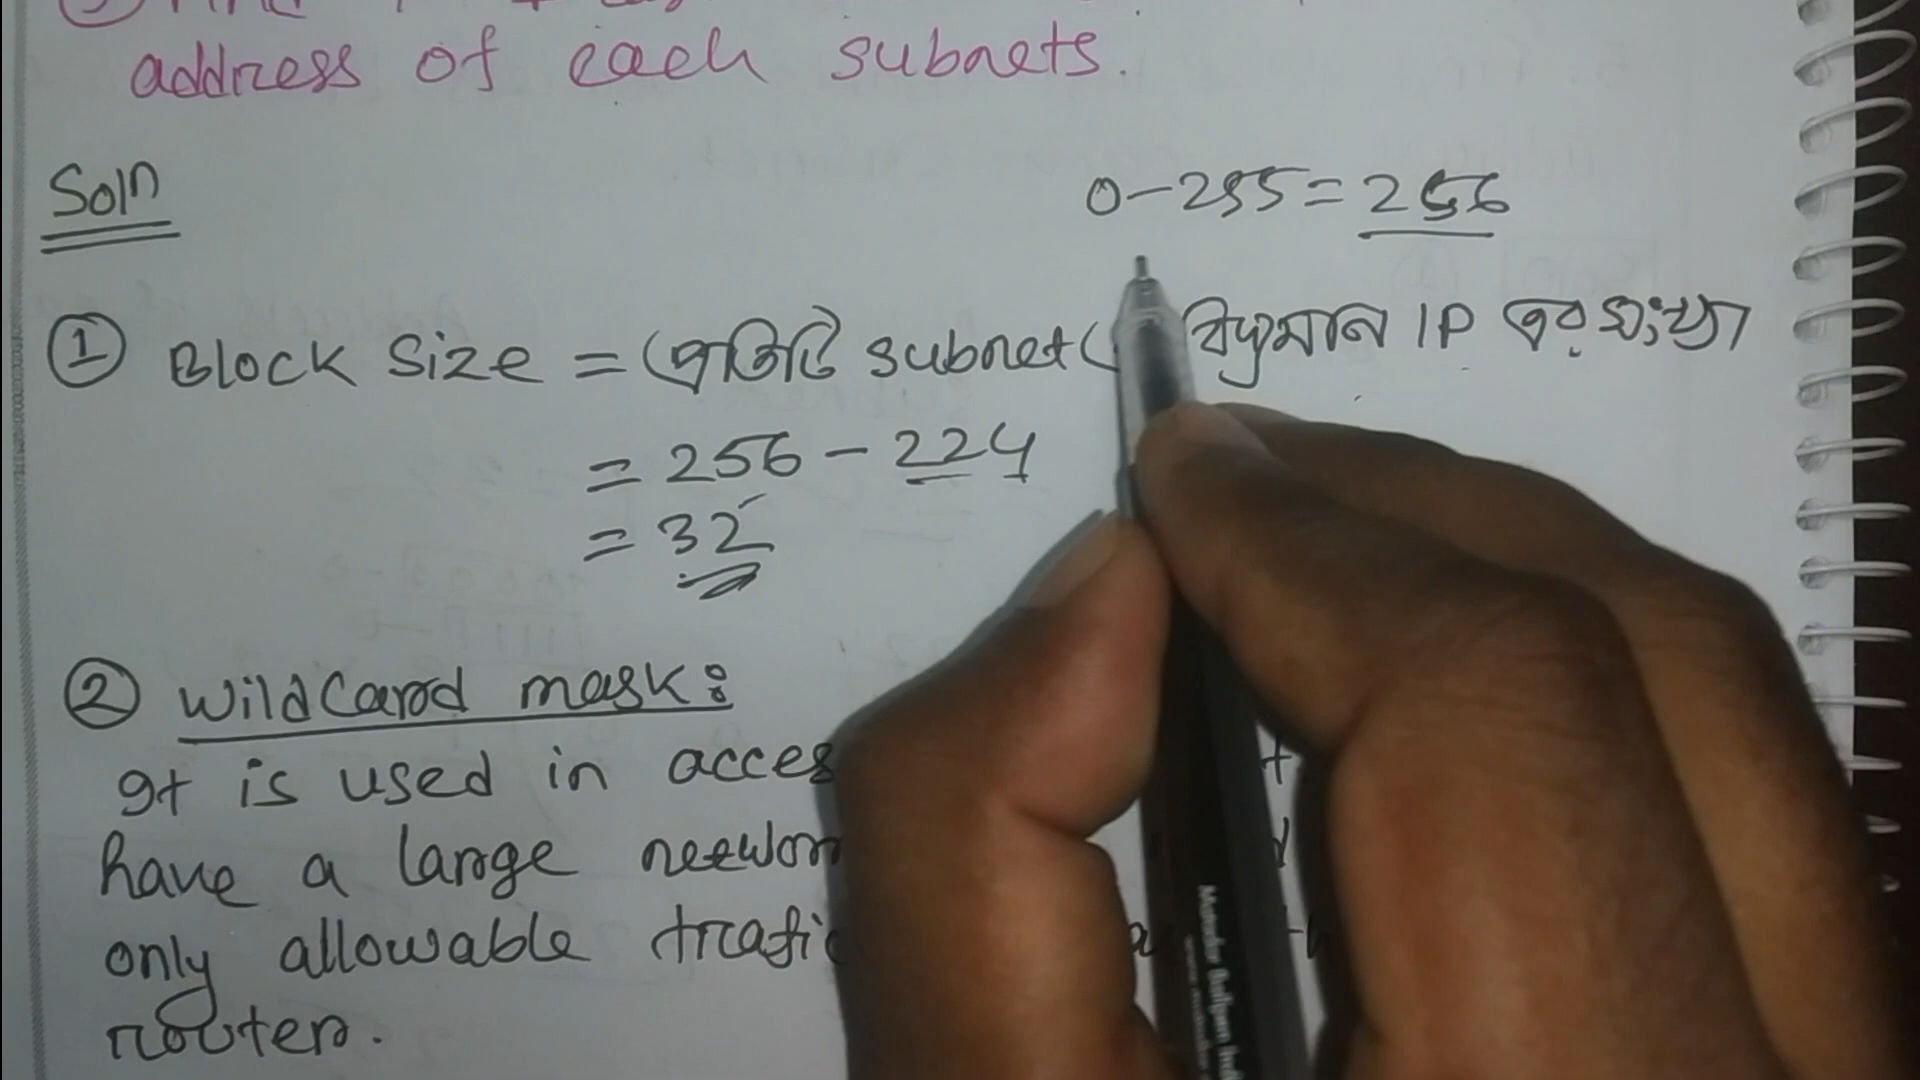 address of each subnets.
Soln
0-255=256
① Block Size = প্রতিটি subnet বিদ্যমান IP এর সংখ্যা
= 256 - 224
= 32
② Wildcard mask:
It is used in acces
have a large networ
only allowable trafic
router.